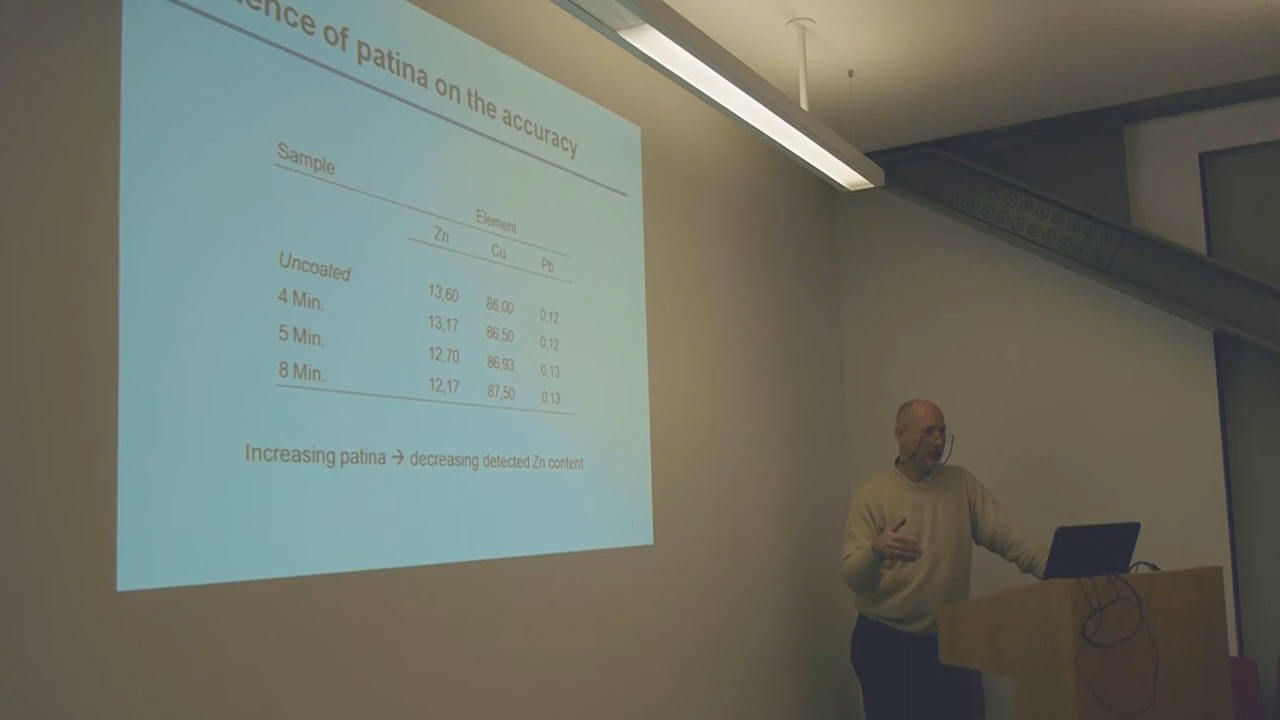 of patina on the accuracy
Sample
Element
Zn Cu Pb
Uncoated 13,60 86,00 0,12
4 Min. 13,17 86,50 0,12
5 Min. 12,70 86,93 0,13
8 Min. 12,17 87,50 0,13
Increasing patina → decreasing detected Zn content